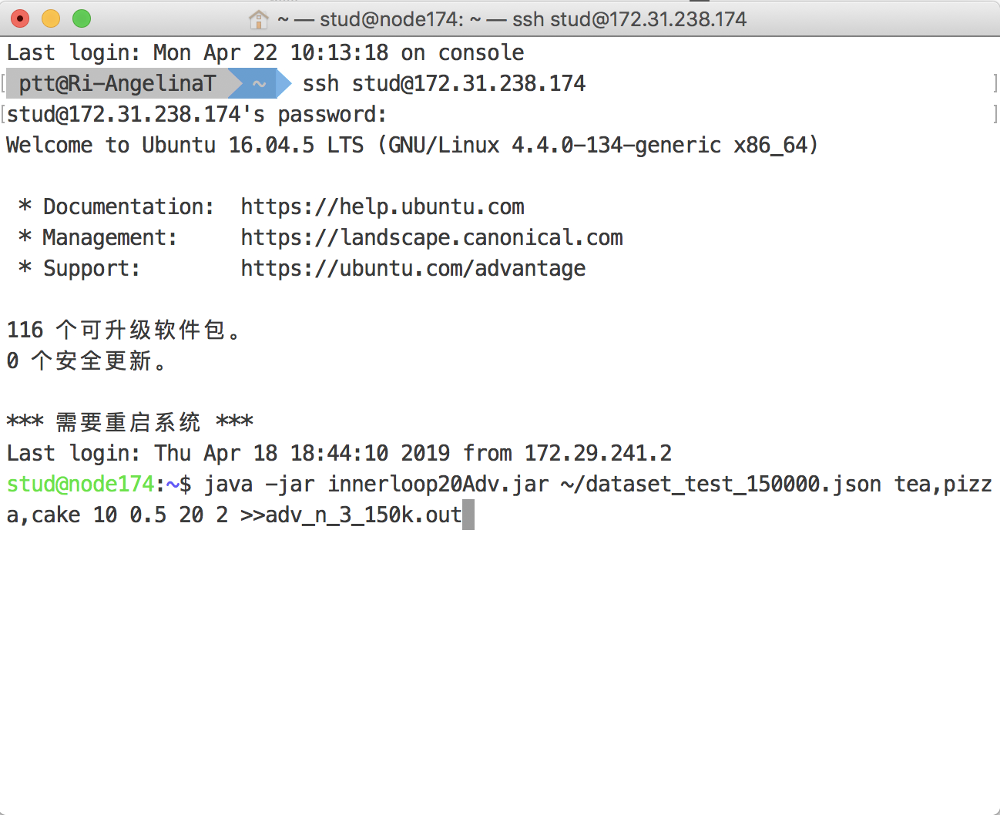 ~ — stud@node174: ~ — ssh stud@172.31.238.174
Last login: Mon Apr 22 10:13:18 on console
[ ptt@Ri-AngelinaT ~ ssh stud@172.31.238.174 ]
[stud@172.31.238.174's password: ]
Welcome to Ubuntu 16.04.5 LTS (GNU/Linux 4.4.0-134-generic x86_64)
* Documentation: https://help.ubuntu.com
* Management: https://landscape.canonical.com
* Support: https://ubuntu.com/advantage
116 个可升级软件包。
0 个安全更新。
*** 需要重启系统 ***
Last login: Thu Apr 18 18:44:10 2019 from 172.29.241.2
stud@node174:~$ java -jar innerloop20Adv.jar ~/dataset_test_150000.json tea,pizz
a,cake 10 0.5 20 2 >>adv_n_3_150k.out